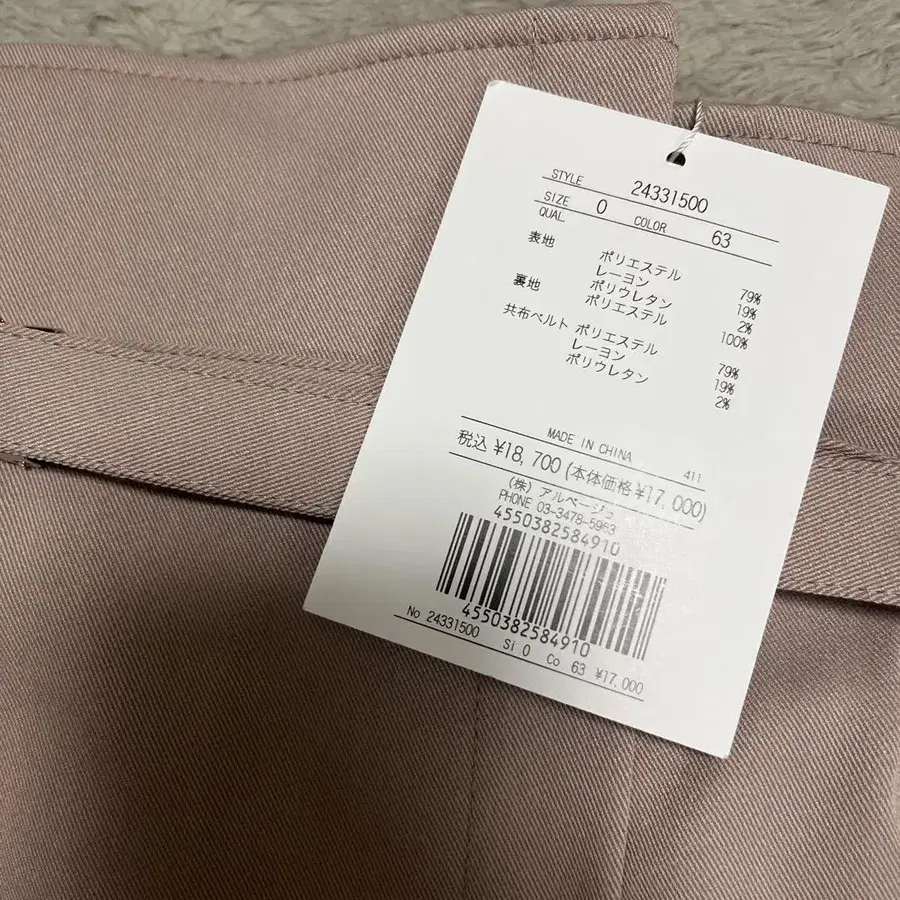 STYLE 24331500
SIZE 0 COLOR 63
QUAL
表地 ポリエステル 79%
レーヨン 19%
ポリウレタン 2%
裏地 ポリエステル 100%
共布ベルト ポリエステル 79%
レーヨン 19%
ポリウレタン 2%
MADE IN CHINA 411
税込 ¥18,700 (本体価格 ¥17,000)
(株) アルページュ
PHONE 03-3478-5963
4550382584910
4550382584910
No 24331500 Si 0 Co 63 ¥17,000